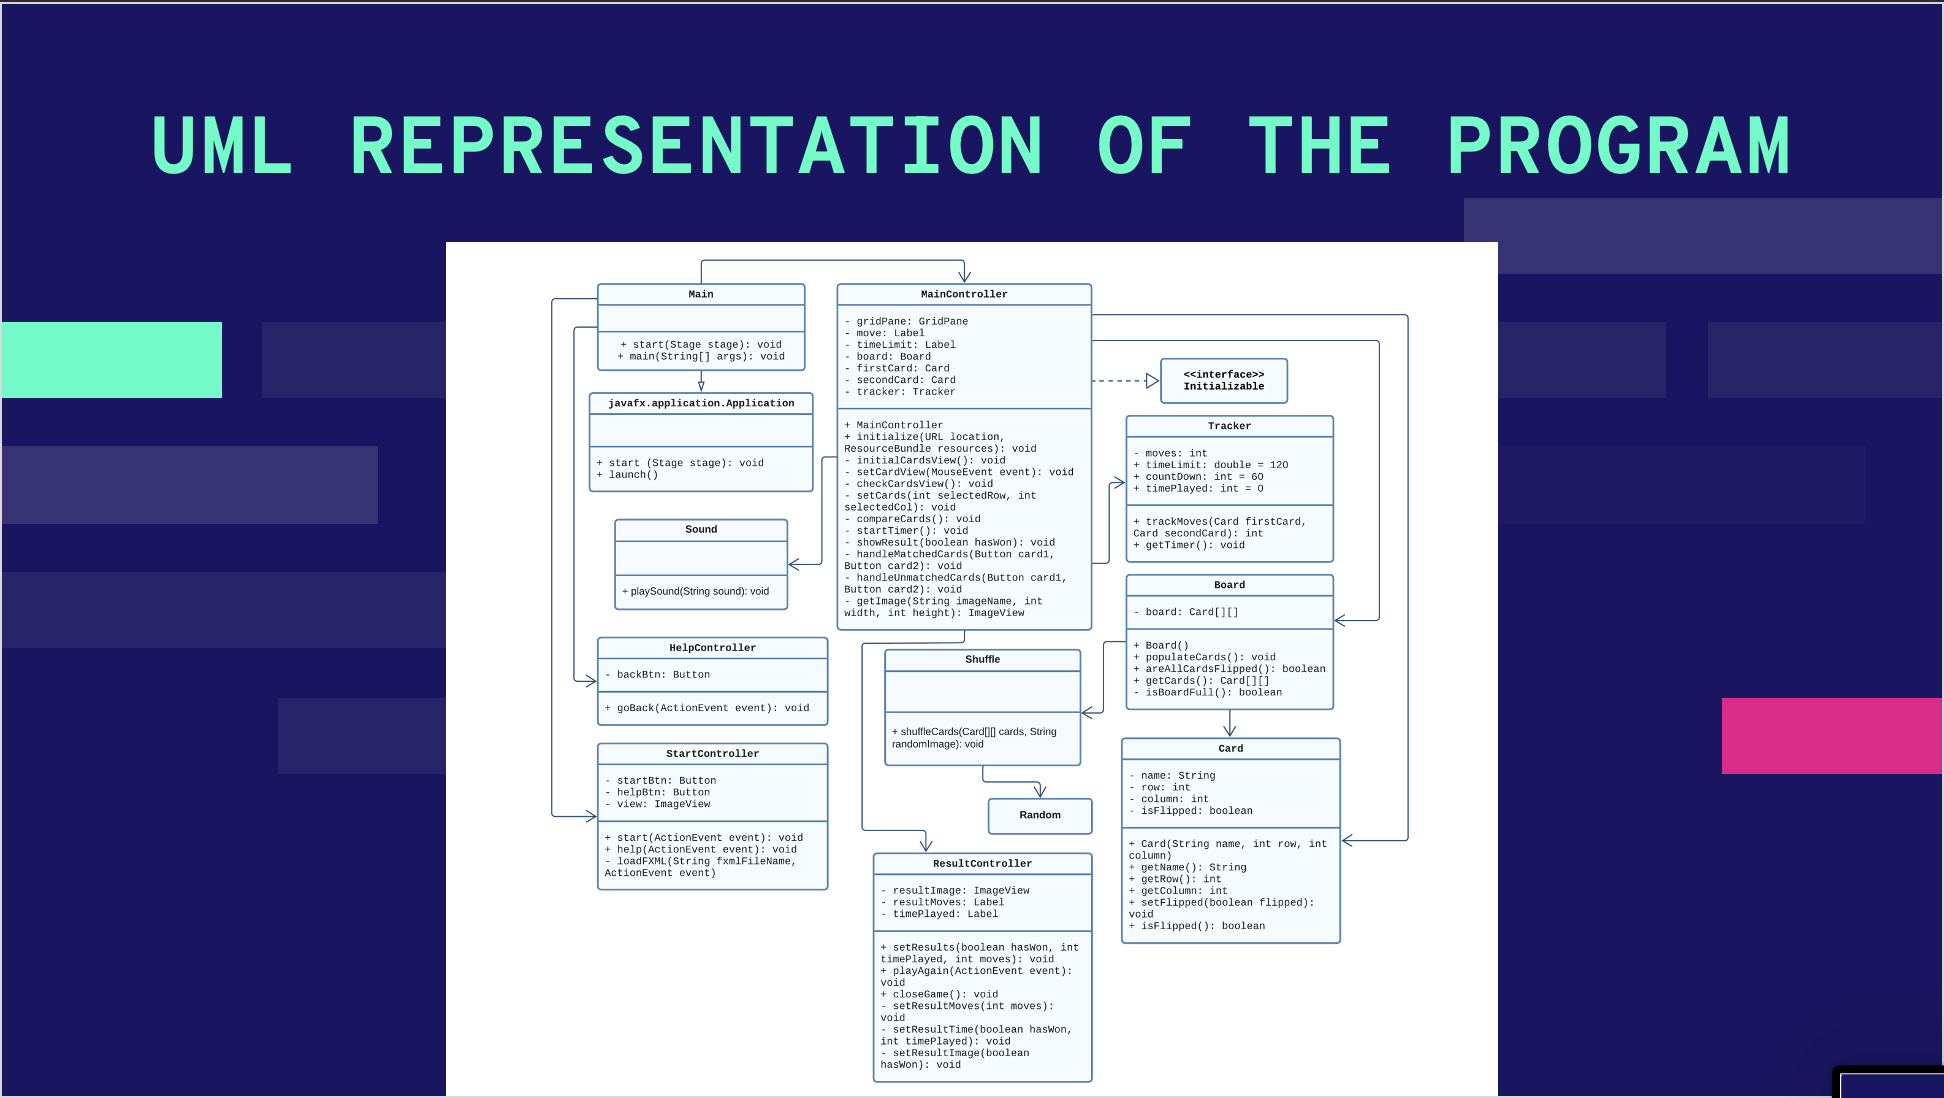 UML REPRESENTATION OF THE PROGRAM
Main
+ start(Stage stage): void
+ main(String[] args): void
javafx.application.Application
+ start (Stage stage): void
+ launch()
Sound
+ playSound(String sound): void
HelpController
- backBtn: Button
+ goBack(ActionEvent event): void
StartController
- startBtn: Button
- helpBtn: Button
- view: ImageView
+ start(ActionEvent event): void
+ help(ActionEvent event): void
- loadFXML(String fxmlFileName,
ActionEvent event)
MainController
- gridPane: GridPane
- move: Label
- timeLimit: Label
- board: Board
- firstCard: Card
- secondCard: Card
- tracker: Tracker
+ MainController
+ initialize(URL location,
ResourceBundle resources): void
- initialCardsView(): void
- setCardView(MouseEvent event): void
- checkCardsView(): void
- setCards(int selectedRow, int
selectedCol): void
- compareCards(): void
- startTimer(): void
- showResult(boolean hasWon): void
- handleMatchedCards(Button card1,
Button card2): void
- handleUnmatchedCards(Button card1,
Button card2): void
- getImage(String imageName, int
width, int height): ImageView
Shuffle
+ shuffleCards(Card[][] cards, String
randomImage): void
Random
ResultController
- resultImage: ImageView
- resultMoves: Label
- timePlayed: Label
+ setResults(boolean hasWon, int
timePlayed, int moves): void
+ playAgain(ActionEvent event):
void
+ closeGame(): void
- setResultMoves(int moves):
void
- setResultTime(boolean hasWon,
int timePlayed): void
- setResultImage(boolean
hasWon): void
<<interface>>
Initializable
Tracker
- moves: int
+ timeLimit: double = 120
+ countDown: int = 60
+ timePlayed: int = 0
+ trackMoves(Card firstCard,
Card secondCard): int
+ getTimer(): void
Board
- board: Card[][]
+ Board()
+ populateCards(): void
+ areAllCardsFlipped(): boolean
+ getCards(): Card[][]
- isBoardFull(): boolean
Card
- name: String
- row: int
- column: int
- isFlipped: boolean
+ Card(String name, int row, int
column)
+ getName(): String
+ getRow(): int
+ getColumn: int
+ setFlipped(boolean flipped):
void
+ isFlipped(): boolean